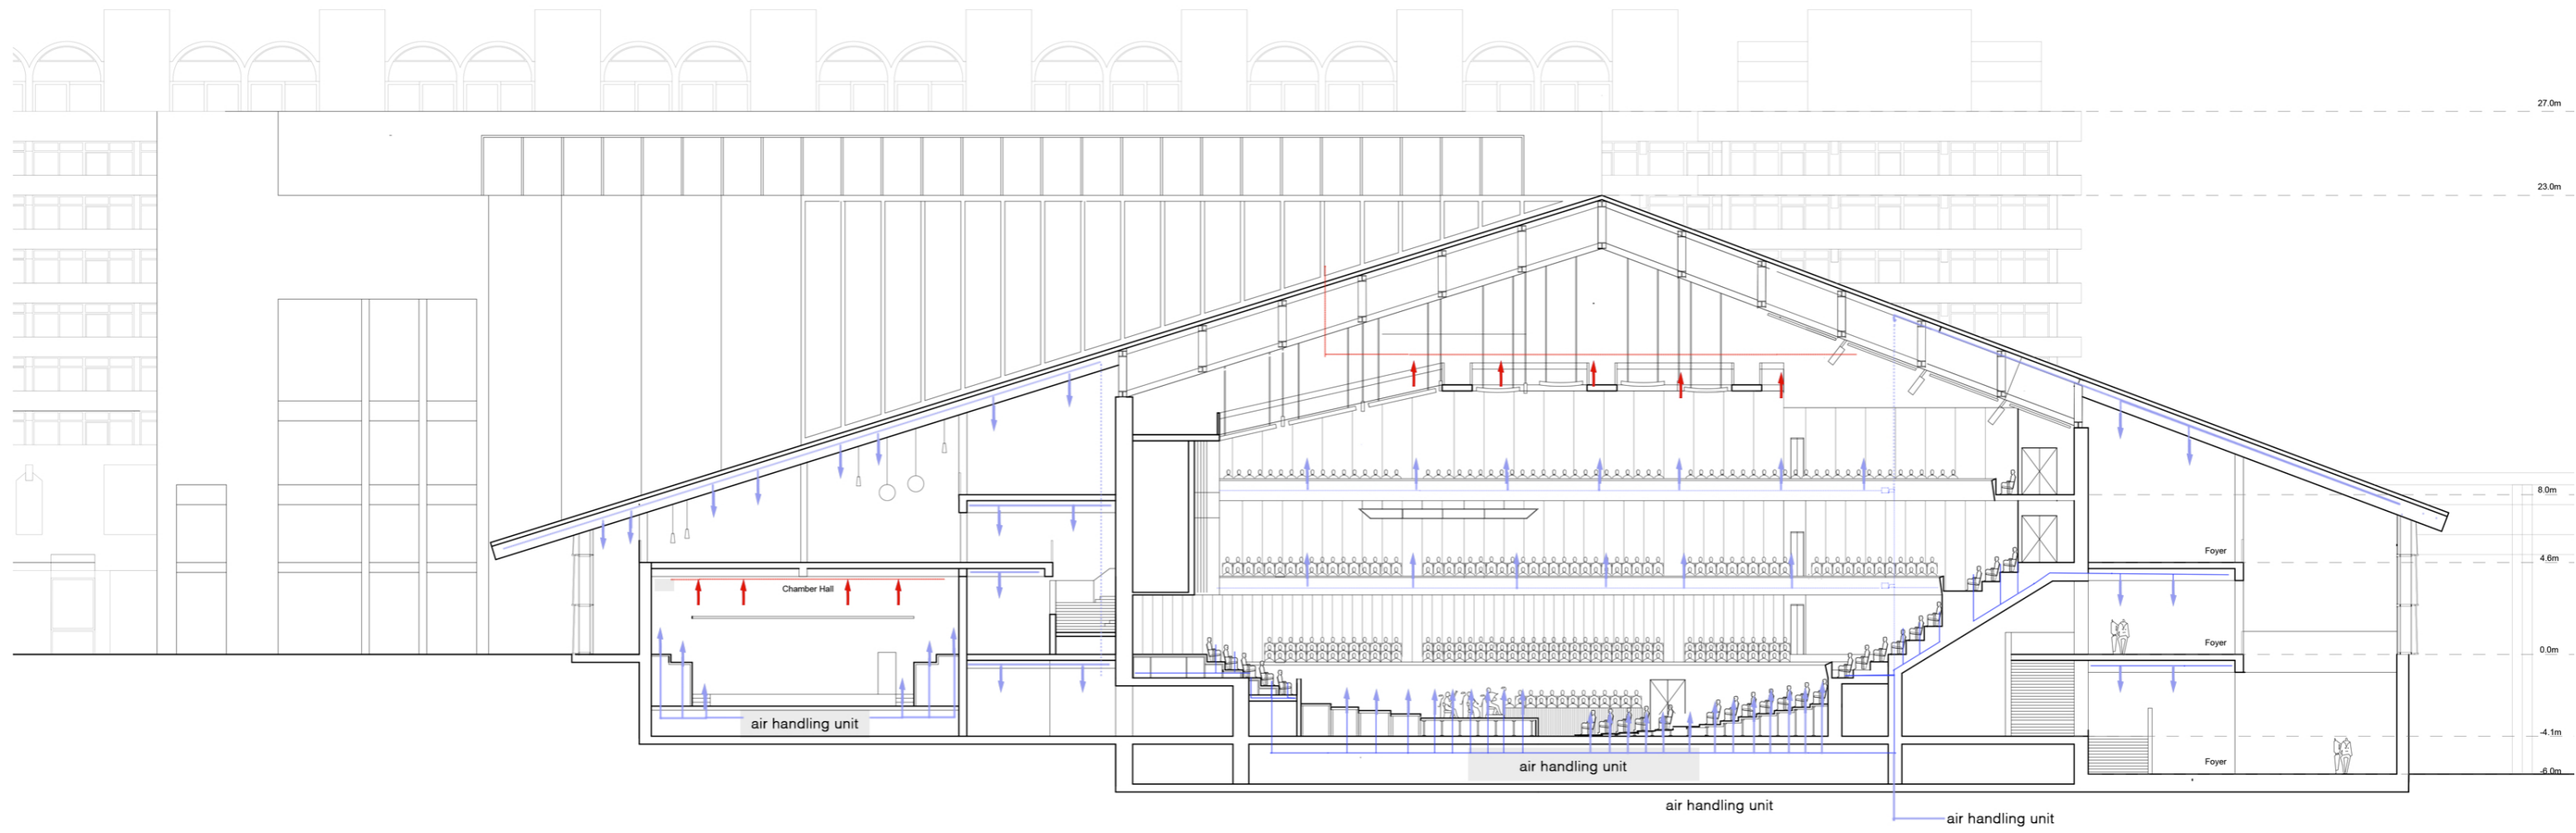 27.0m
23.0m
8.0m
Foyer
4.6m
Chamber Hall
Foyer
0.0m
air handling unit
-4.1m
air handling unit
Foyer
-6.0m
air handling unit
air handling unit